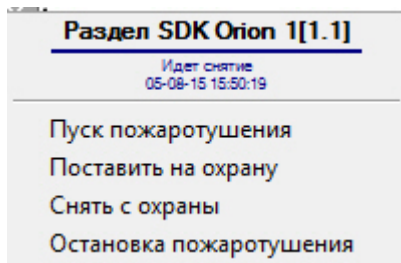 Раздел SDK Orion 1[1.1]
Идет снятие
05-08-15 15:50:19
Пуск пожаротушения
Поставить на охрану
Снять с охраны
Остановка пожаротушения